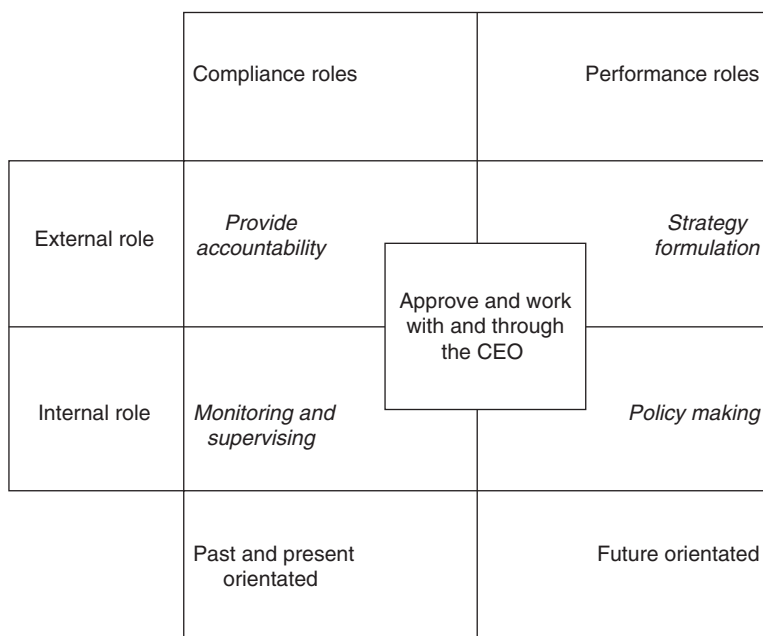 Compliance roles
Performance roles
External role
Provide
accountability
Strategy
formulation
Approve and work
with and through
the CEO
Internal role
Monitoring and
supervising
Policy making
Past and present
orientated
Future orientated